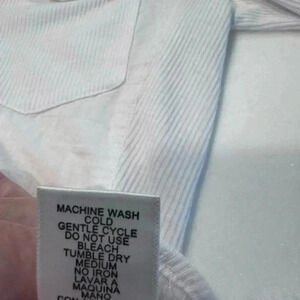 MACHINE WASH
COLD
GENTLE CYCLE
DO NOT USE
BLEACH
TUMBLE DRY
MEDIUM
NO IRON
LAVAR A
MAQUINA
MANO